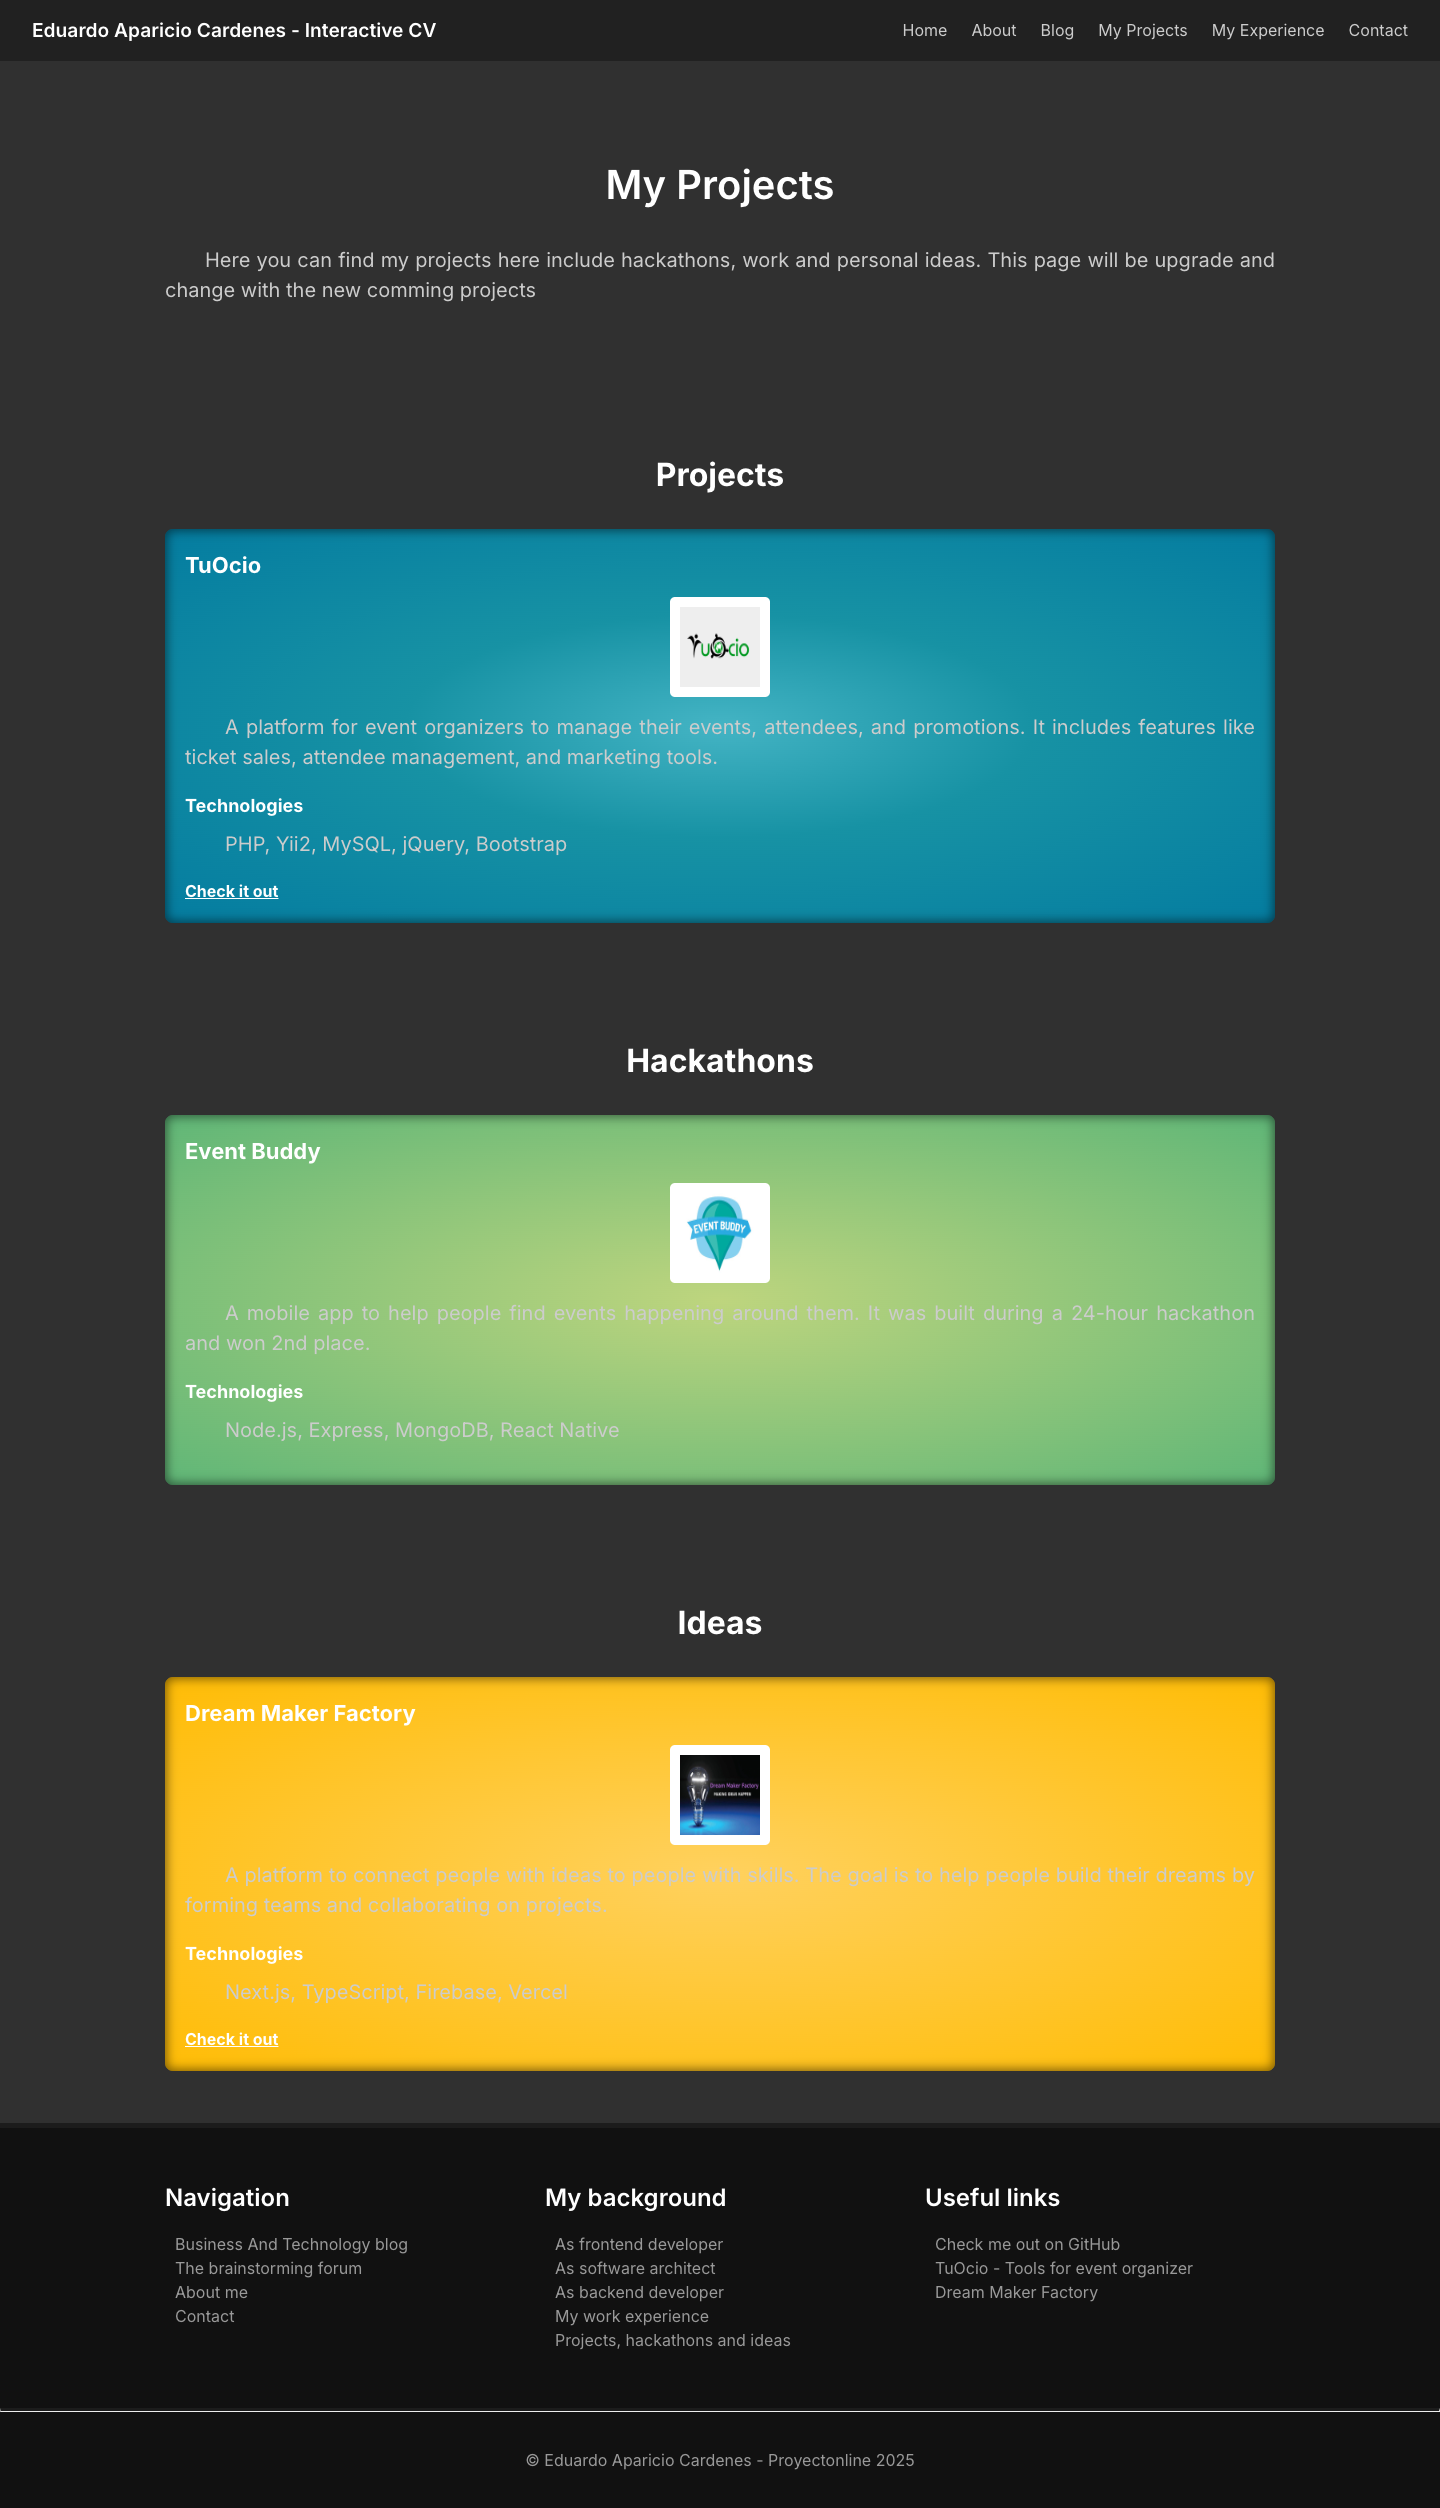 Eduardo Aparicio Cardenes - Interactive CV
Home About Blog My Projects My Experience Contact
My Projects
Here you can find my projects here include hackathons, work and personal ideas. This page will be upgrade and
change with the new comming projects
Projects
TuOcio
TuOcio
A platform for event organizers to manage their events, attendees, and promotions. It includes features like
ticket sales, attendee management, and marketing tools.
Technologies
PHP, Yii2, MySQL, jQuery, Bootstrap
Check it out
Hackathons
Event Buddy
EVENT BUDDY
A mobile app to help people find events happening around them. It was built during a 24-hour hackathon
and won 2nd place.
Technologies
Node.js, Express, MongoDB, React Native
Ideas
Dream Maker Factory
Dream Maker Factory
MAKING IDEAS HAPPEN
A platform to connect people with ideas to people with skills. The goal is to help people build their dreams by
forming teams and collaborating on projects.
Technologies
Next.js, TypeScript, Firebase, Vercel
Check it out
Navigation
Business And Technology blog
The brainstorming forum
About me
Contact
My background
As frontend developer
As software architect
As backend developer
My work experience
Projects, hackathons and ideas
Useful links
Check me out on GitHub
TuOcio - Tools for event organizer
Dream Maker Factory
© Eduardo Aparicio Cardenes - Proyectonline 2025